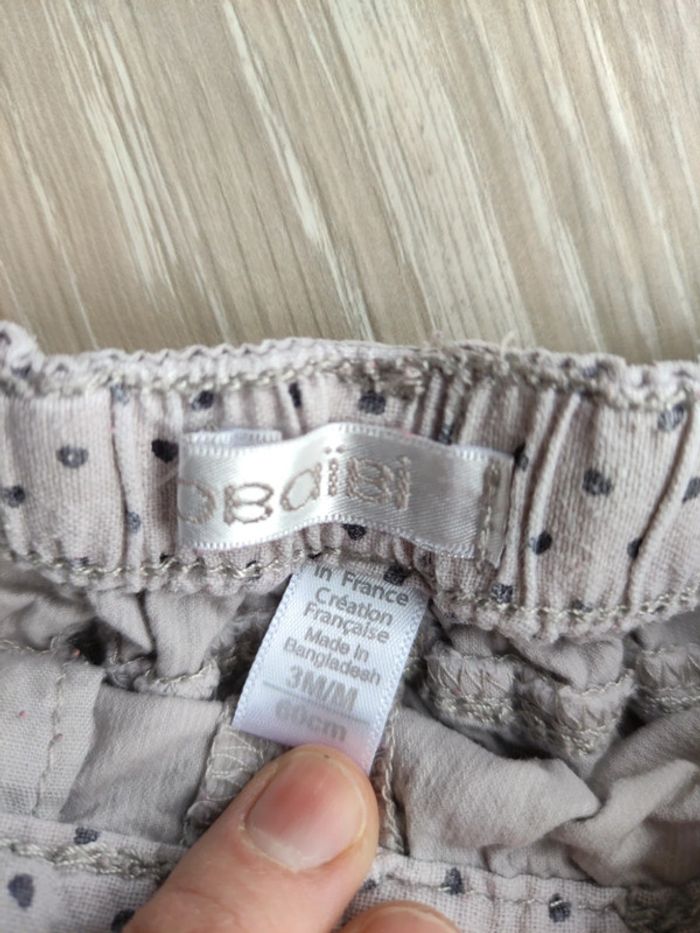 OBaïBi
in France
Création
Française
Made in
Bangladesh
3M/M
60cm